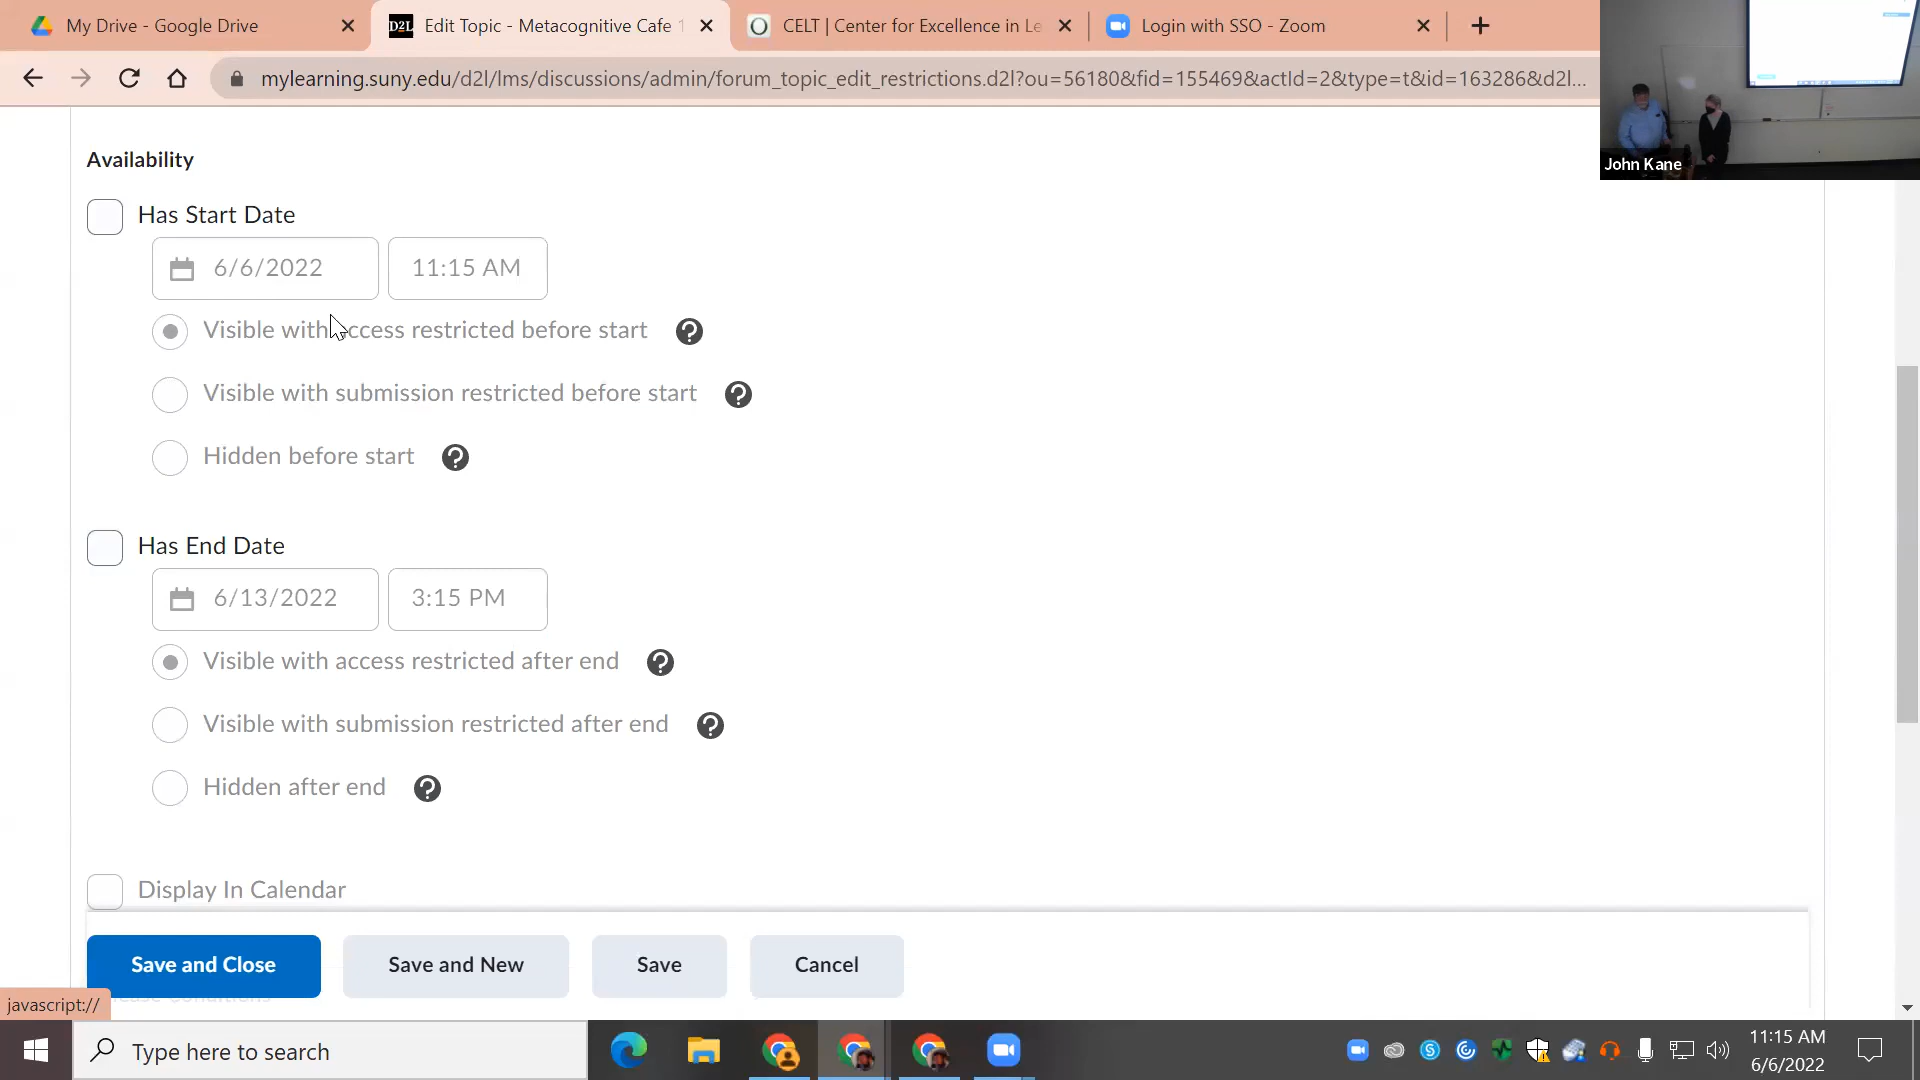 My Drive - Google Drive
D2L Edit Topic - Metacognitive Cafe
CELT | Center for Excellence in Le
Login with SSO - Zoom
mylearning.suny.edu/d2l/lms/discussions/admin/forum_topic_edit_restrictions.d2l?ou=56180&fid=155469&actId=2&type=t&id=163286&d2l...
John Kane
Availability
Has Start Date
6/6/2022 11:15 AM
Visible with access restricted before start
Visible with submission restricted before start
Hidden before start
Has End Date
6/13/2022 3:15 PM
Visible with access restricted after end
Visible with submission restricted after end
Hidden after end
Display In Calendar
Save and Close Save and New Save Cancel
javascript://
Type here to search
11:15 AM
6/6/2022